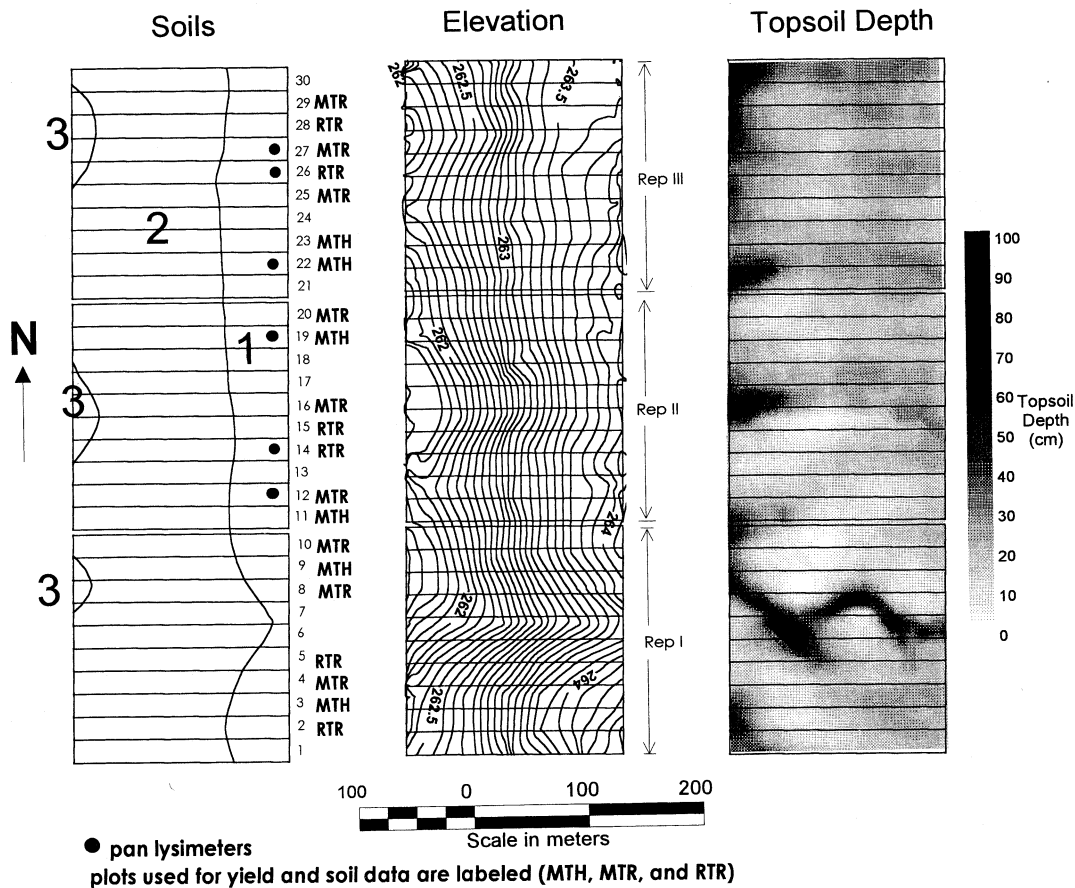 Soils
Elevation
Topsoil Depth
30
29 MTR
28 RTR
27 MTR
26 RTR
25 MTR
24
23 MTH
22 MTH
21
20 MTR
19 MTH
18
17
16 MTR
15 RTR
14 RTR
13
12 MTR
11 MTH
10 MTR
9 MTH
8 MTR
7
6
5 RTR
4 MTR
3 MTH
2 RTR
1
3
2
1
3
3
N
262
262.5
263.5
263
262
264
262
264
262.5
Rep III
Rep II
Rep I
100
90
80
70
60
50
40
30
20
10
0
Topsoil
Depth
(cm)
100 0 100 200
Scale in meters
pan lysimeters
plots used for yield and soil data are labeled (MTH, MTR, and RTR)